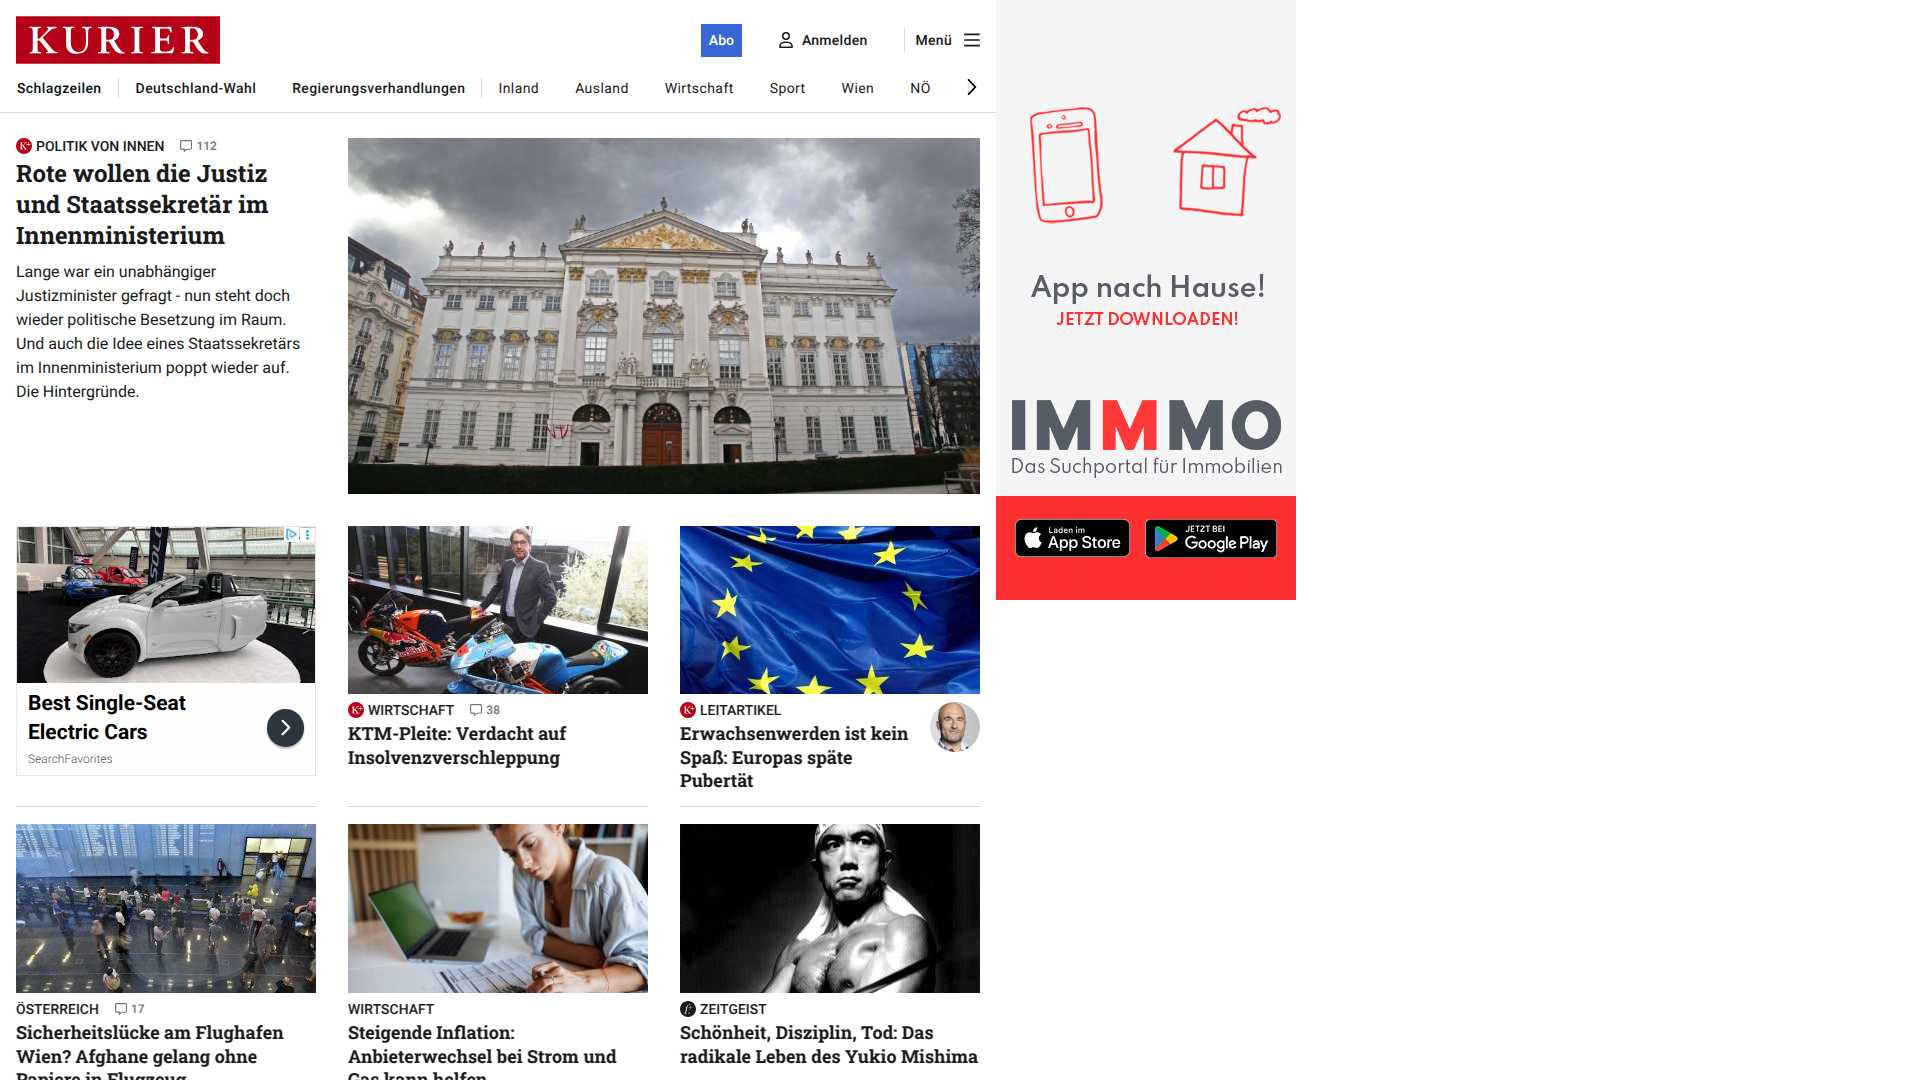 KURIER
Abo
Anmelden
Menü
Schlagzeilen
Deutschland-Wahl
Regierungsverhandlungen
Inland
Ausland
Wirtschaft
Sport
Wien
NÖ
POLITIK VON INNEN
112
Rote wollen die Justiz
und Staatssekretär im
Innenministerium
Lange war ein unabhängiger
Justizminister gefragt - nun steht doch
wieder politische Besetzung im Raum.
Und auch die Idee eines Staatssekretärs
im Innenministerium poppt wieder auf.
Die Hintergründe.
App nach Hause!
JETZT DOWNLOADEN!
IMMMO
Das Suchportal für Immobilien
Laden im
App Store
JETZT BEI
Google Play
Best Single-Seat
Electric Cars
SearchFavorites
WIRTSCHAFT
38
KTM-Pleite: Verdacht auf
Insolvenzverschleppung
LEITARTIKEL
Erwachsenwerden ist kein
Spaß: Europas späte
Pubertät
ÖSTERREICH
17
Sicherheitslücke am Flughafen
Wien? Afghane gelang ohne
Papiere in Flugzeug
WIRTSCHAFT
Steigende Inflation:
Anbieterwechsel bei Strom und
Gas kann helfen
ZEITGEIST
Schönheit, Disziplin, Tod: Das
radikale Leben des Yukio Mishima